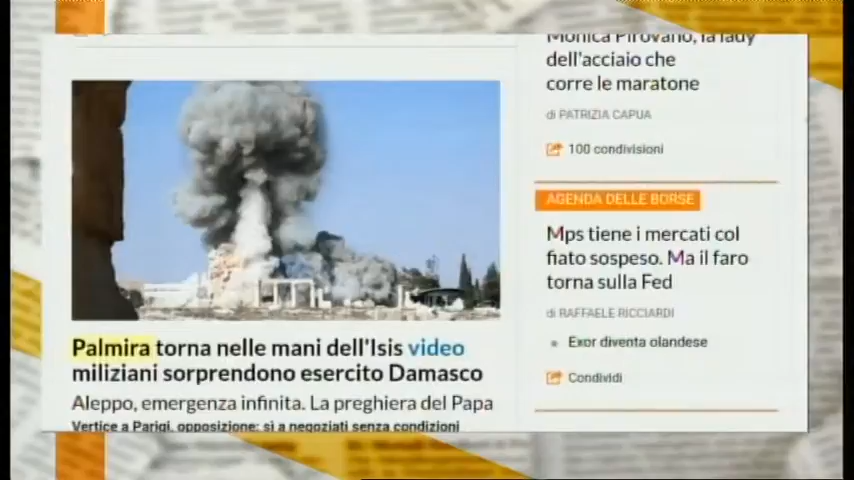 Palmira torna nelle mani dell'Isis video
miliziani sorprendono esercito Damasco
Aleppo, emergenza infinita. La preghiera del Papa
Vertice a Parigi, opposizione: sì a negoziati senza condizioni
Monica Pirovano, la lady
dell'acciaio che
corre le maratone
di PATRIZIA CAPUA
100 condivisioni
AGENDA DELLE BORSE
Mps tiene i mercati col
fiato sospeso. Ma il faro
torna sulla Fed
di RAFFAELE RICCIARDI
Exor diventa olandese
Condividi